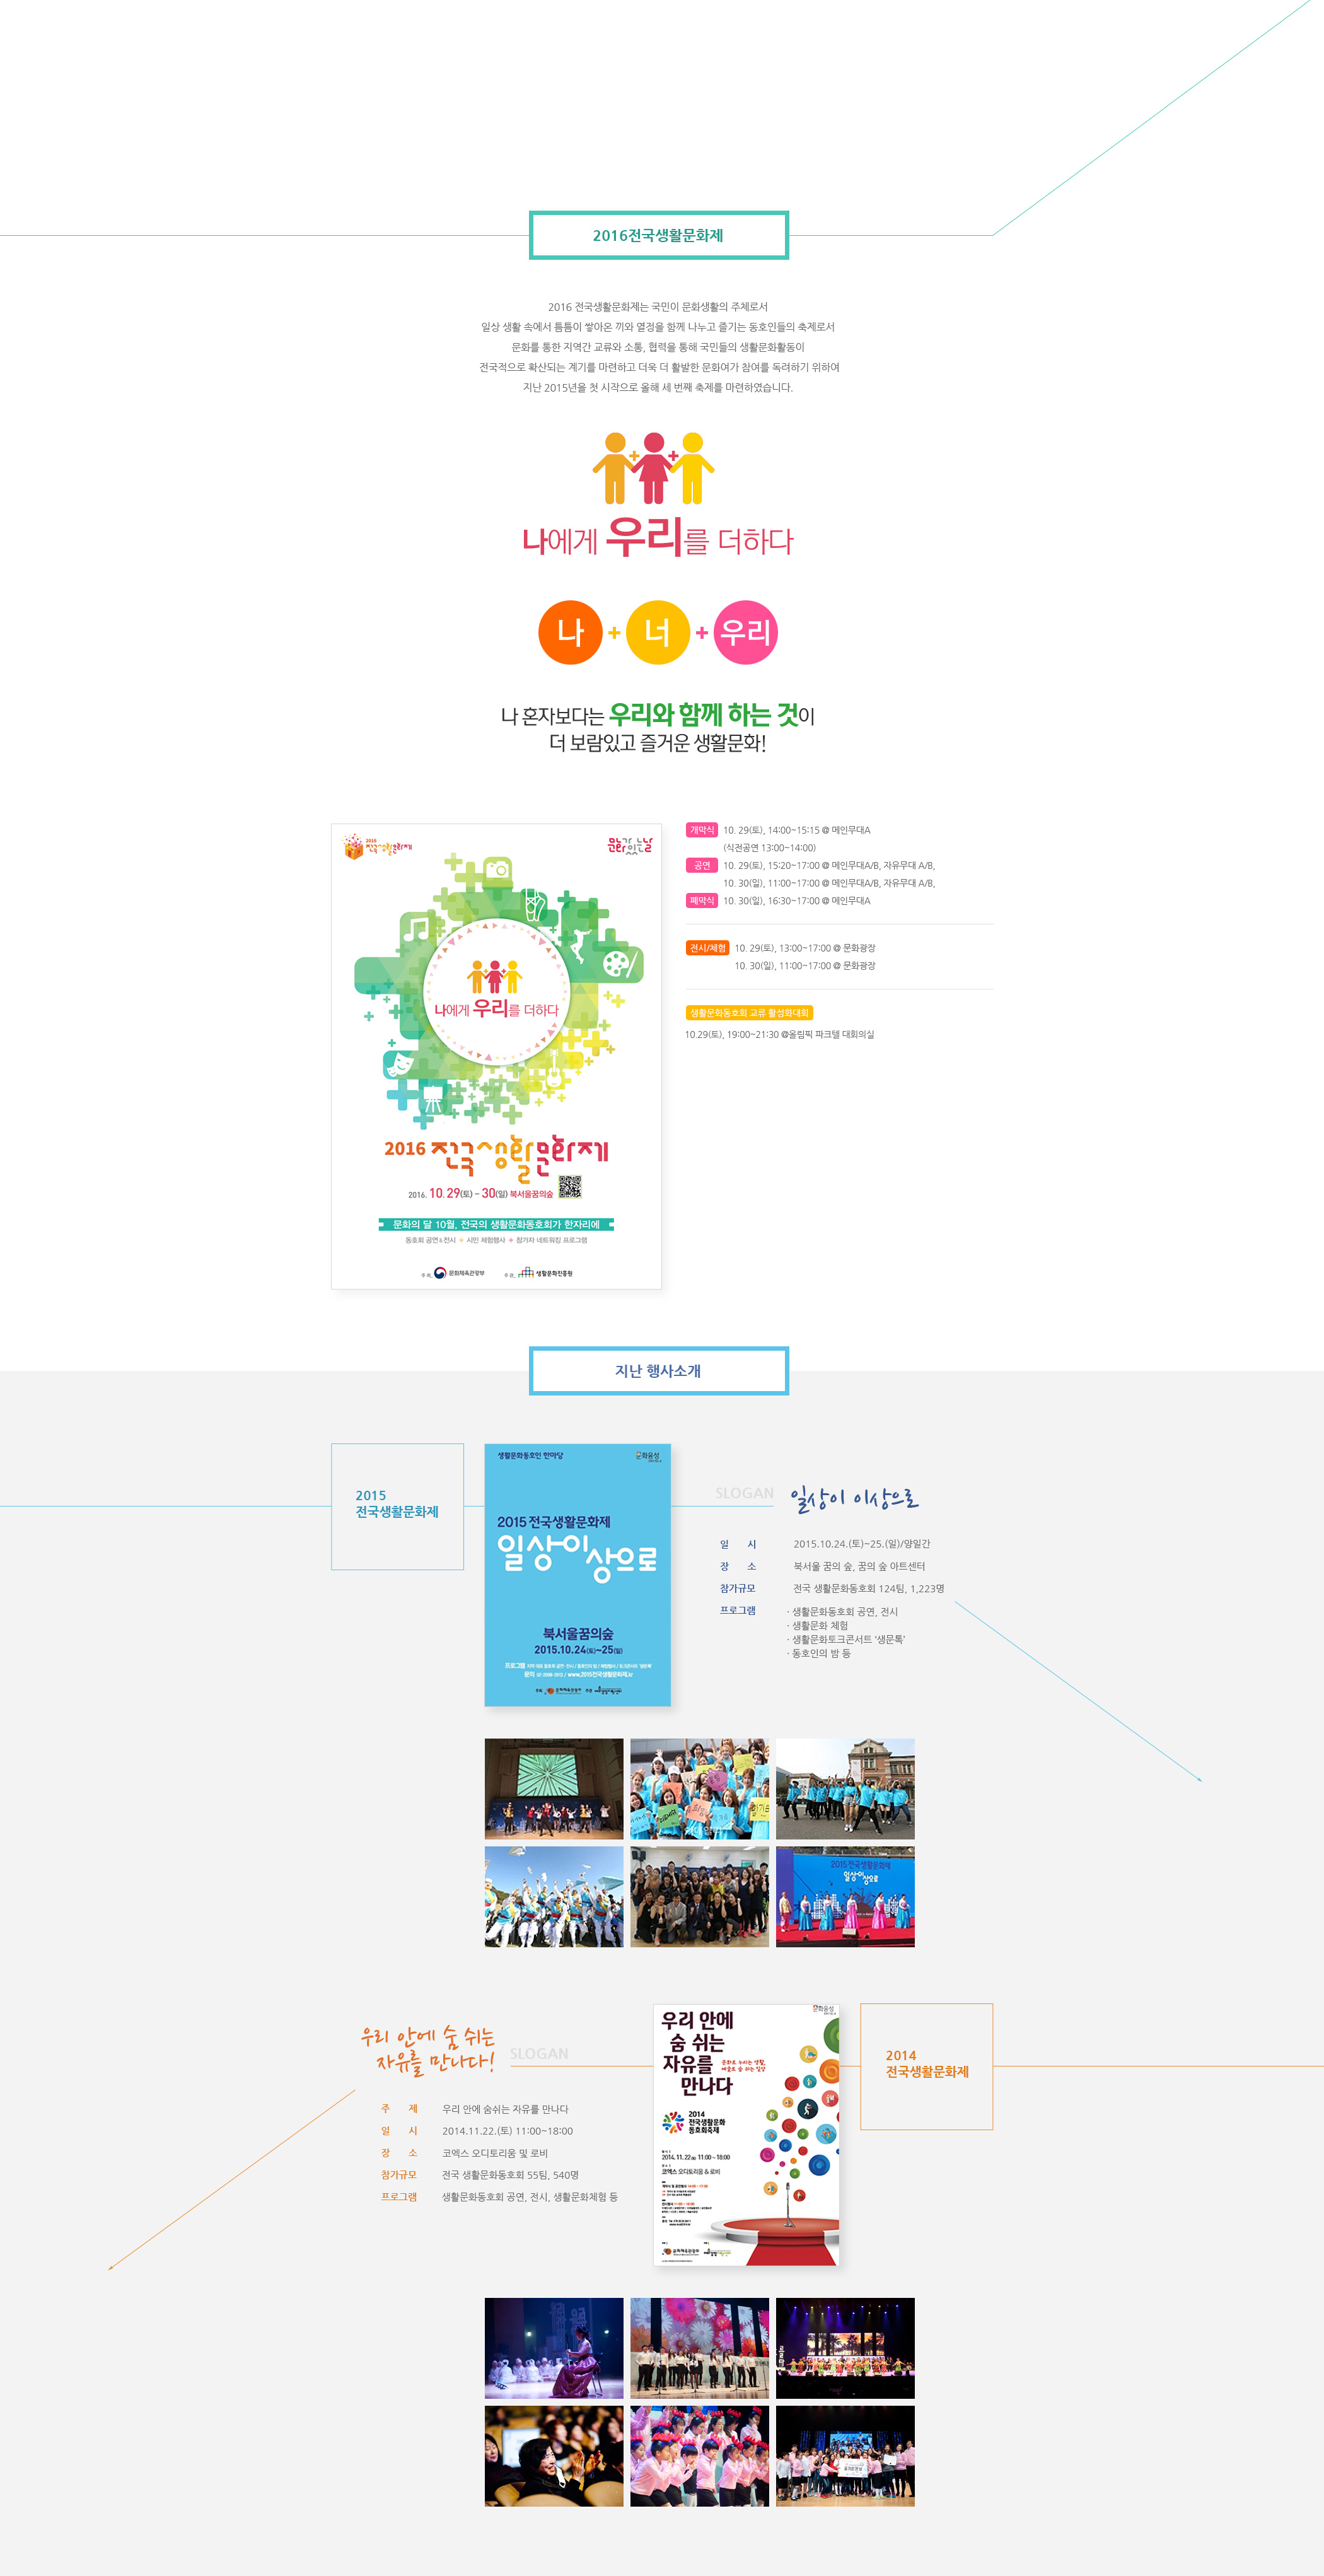 2016전국생활문화제
2016 전국생활문화제는 국민이 문화생활의 주체로서
일상 생활 속에서 틈틈이 쌓아온 끼와 열정을 함께 나누고 즐기는 동호인들의 축제로서
문화를 통한 지역간 교류와 소통, 협력을 통해 국민들의 생활문화활동이
전국적으로 확산되는 계기를 마련하고 더욱 더 활발한 문화여가 참여를 독려하기 위하여
지난 2015년을 첫 시작으로 올해 세 번째 축제를 마련하였습니다.
나에게 우리를 더하다
나 + 너 + 우리
나 혼자보다는 우리와 함께 하는 것이
더 보람있고 즐거운 생활문화!
2016
전국생활문화제
문화가 있는 날
나에게 우리를 더하다
2016 전국생활문화제
2016. 10. 29(토) ~ 30(일) 북서울꿈의숲
문화의 달 10월, 전국의 생활문화동호회가 한자리에
동호회 공연&전시 + 시민 체험행사 + 참가자 네트워킹 프로그램
주최_ 문화체육관광부 주관_ 생활문화진흥원
개막식 10. 29(토), 14:00~15:15 @ 메인무대A
(식전공연 13:00~14:00)
공연 10. 29(토), 15:20~17:00 @ 메인무대A/B, 자유무대 A/B,
10. 30(일), 11:00~17:00 @ 메인무대A/B, 자유무대 A/B,
폐막식 10. 30(일), 16:30~17:00 @ 메인무대A
전시/체험 10. 29(토), 13:00~17:00 @ 문화광장
10. 30(일), 11:00~17:00 @ 문화광장
생활문화동호회 교류 활성화대회
10.29(토), 19:00~21:30 @올림픽 파크텔 대회의실
지난 행사소개
2015
전국생활문화제
생활문화동호인 한마당
문화융성
2015 전국생활문화제
일상이 이상으로
북서울꿈의숲
2015.10.24(토)~25(일)
SLOGAN 일상이 이상으로
일 시 2015.10.24.(토)~25.(일)/양일간
장 소 북서울 꿈의 숲, 꿈의 숲 아트센터
참가규모 전국 생활문화동호회 124팀, 1,223명
프로그램 · 생활문화동호회 공연, 전시
· 생활문화 체험
· 생활문화토크콘서트 '생문톡'
· 동호인의 밤 등
2015전국생활문화제
일상이 이상으로
우리 안에 숨 쉬는
자유를 만나다!
SLOGAN
주 제 우리 안에 숨쉬는 자유를 만나다
일 시 2014.11.22.(토) 11:00~18:00
장 소 코엑스 오디토리움 및 로비
참가규모 전국 생활문화동호회 55팀, 540명
프로그램 생활문화동호회 공연, 전시, 생활문화체험 등
문화융성
우리 안에
숨 쉬는
자유를
만나다
2014
전국생활문화
동호회축제
2014. 11. 22(토) 11:00 ~ 18:00
코엑스 오디토리움 & 로비
2014
전국생활문화제